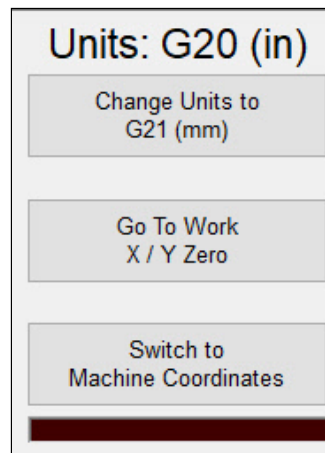 Units: G20 (in)
Change Units to
G21 (mm)
Go To Work
X / Y Zero
Switch to
Machine Coordinates